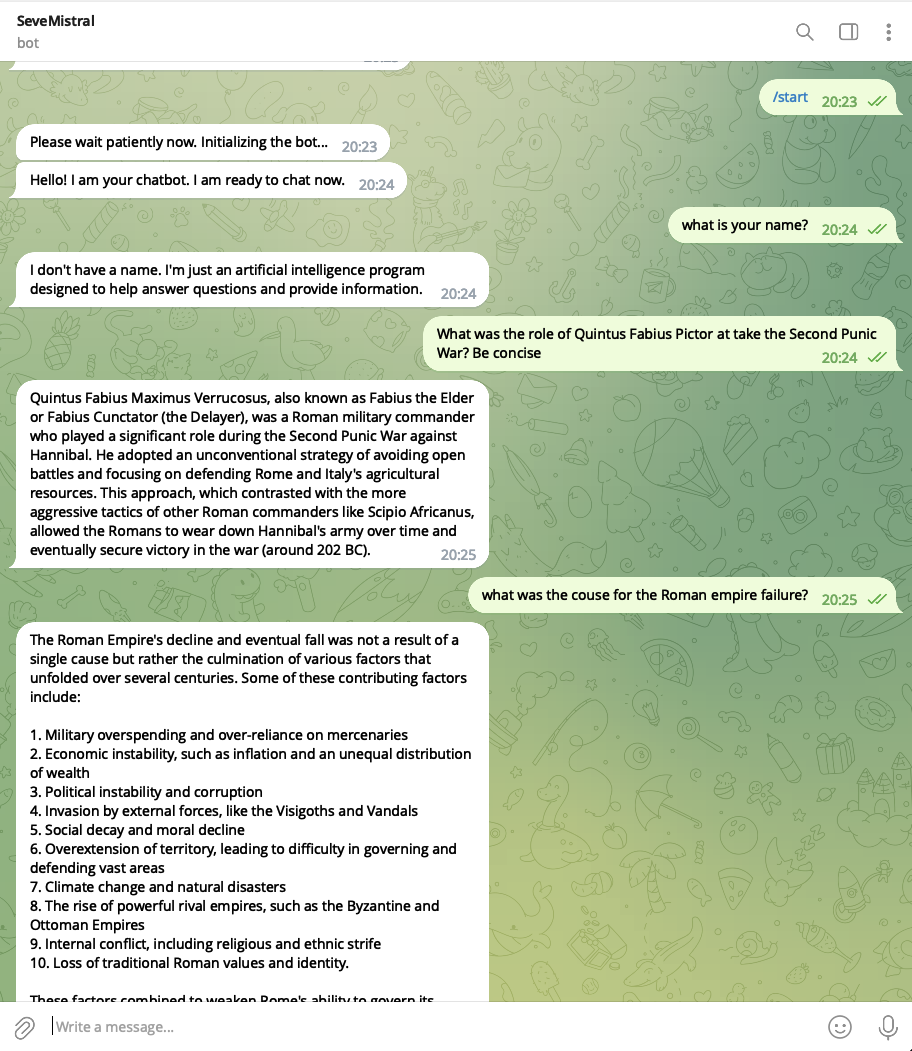 SeveMistral
bot
/start 20:23
Please wait patiently now. Initializing the bot... 20:23
Hello! I am your chatbot. I am ready to chat now. 20:24
what is your name? 20:24
I don't have a name. I'm just an artificial intelligence program
designed to help answer questions and provide information. 20:24
What was the role of Quintus Fabius Pictor at take the Second Punic
War? Be concise 20:24
Quintus Fabius Maximus Verrucosus, also known as Fabius the Elder
or Fabius Cunctator (the Delayer), was a Roman military commander
who played a significant role during the Second Punic War against
Hannibal. He adopted an unconventional strategy of avoiding open
battles and focusing on defending Rome and Italy's agricultural
resources. This approach, which contrasted with the more
aggressive tactics of other Roman commanders like Scipio Africanus,
allowed the Romans to wear down Hannibal's army over time and
eventually secure victory in the war (around 202 BC). 20:25
what was the couse for the Roman empire failure? 20:25
The Roman Empire's decline and eventual fall was not a result of a
single cause but rather the culmination of various factors that
unfolded over several centuries. Some of these contributing factors
include:
1. Military overspending and over-reliance on mercenaries
2. Economic instability, such as inflation and an unequal distribution
of wealth
3. Political instability and corruption
4. Invasion by external forces, like the Visigoths and Vandals
5. Social decay and moral decline
6. Overextension of territory, leading to difficulty in governing and
defending vast areas
7. Climate change and natural disasters
8. The rise of powerful rival empires, such as the Byzantine and
Ottoman Empires
9. Internal conflict, including religious and ethnic strife
10. Loss of traditional Roman values and identity.
These factors combined to weaken Rome's ability to govern its
Write a message...